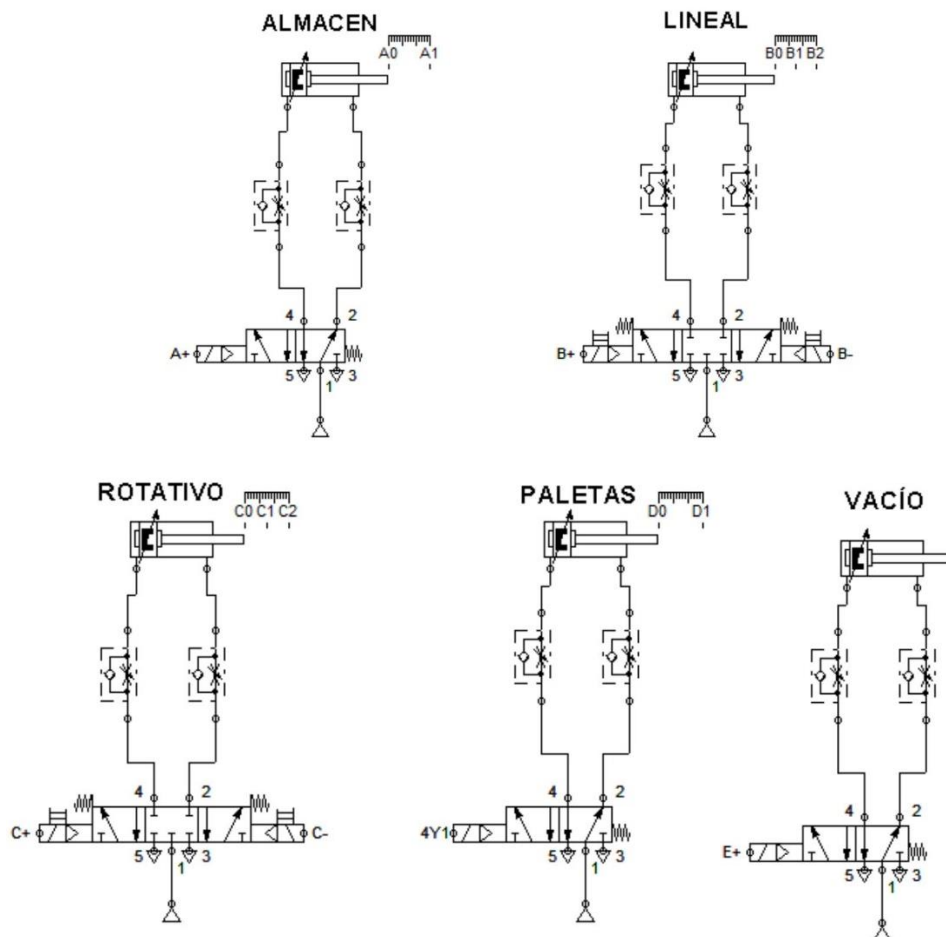 ALMACEN
A0 A1
4 2
A+
5 3
1
LINEAL
B0 B1 B2
4 2
B+ B-
5 3
1
ROTATIVO
C0 C1 C2
4 2
C+ C-
5 3
1
PALETAS
D0 D1
4 2
4Y1
5 3
1
VACÍO
4 2
E+
5 3
1